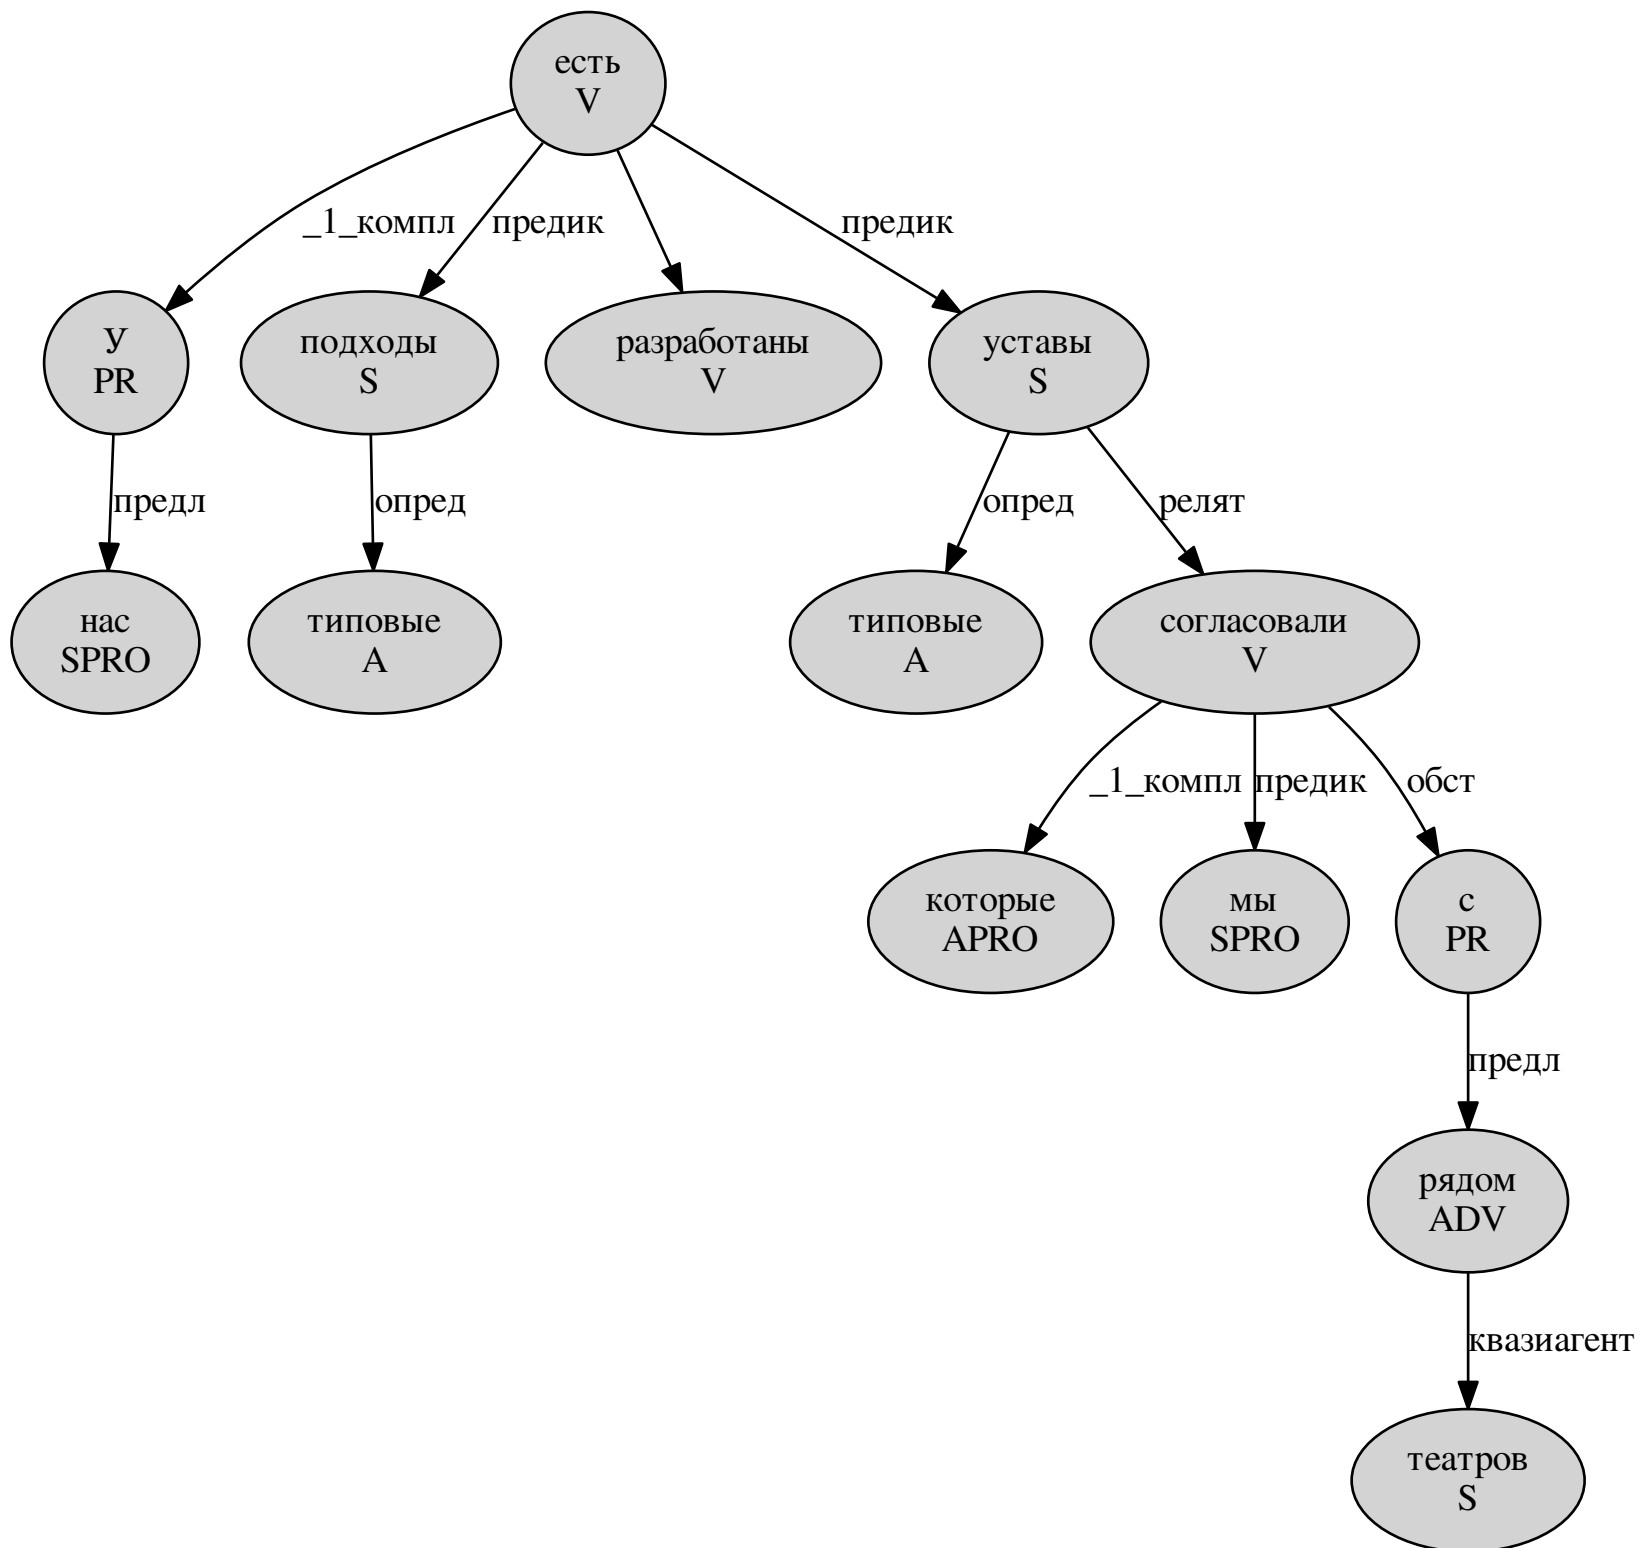 есть
V
_1_компл
предик
предик
У
PR
подходы
S
разработаны
V
уставы
S
предл
опред
опред
релят
нас
SPRO
типовые
A
типовые
A
согласовали
V
_1_компл
предик
обст
которые
APRO
мы
SPRO
с
PR
предл
рядом
ADV
квазиагент
театров
S